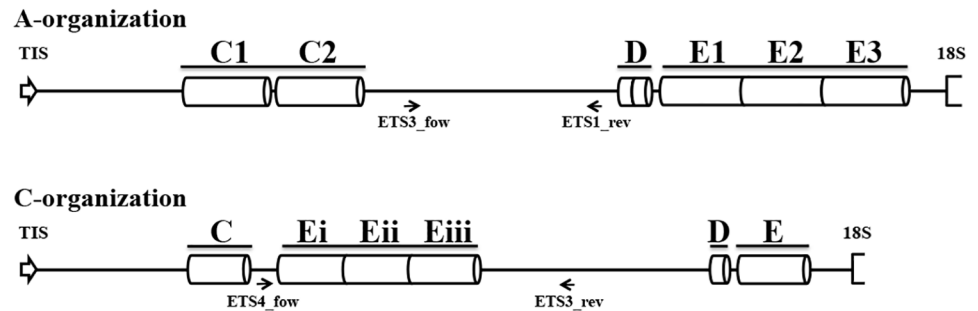 A-organization
TIS C1 C2 D E1 E2 E3 18S
ETS3_fow ETS1_rev
C-organization
TIS C Ei Eii Eiii D E 18S
ETS4_fow ETS3_rev